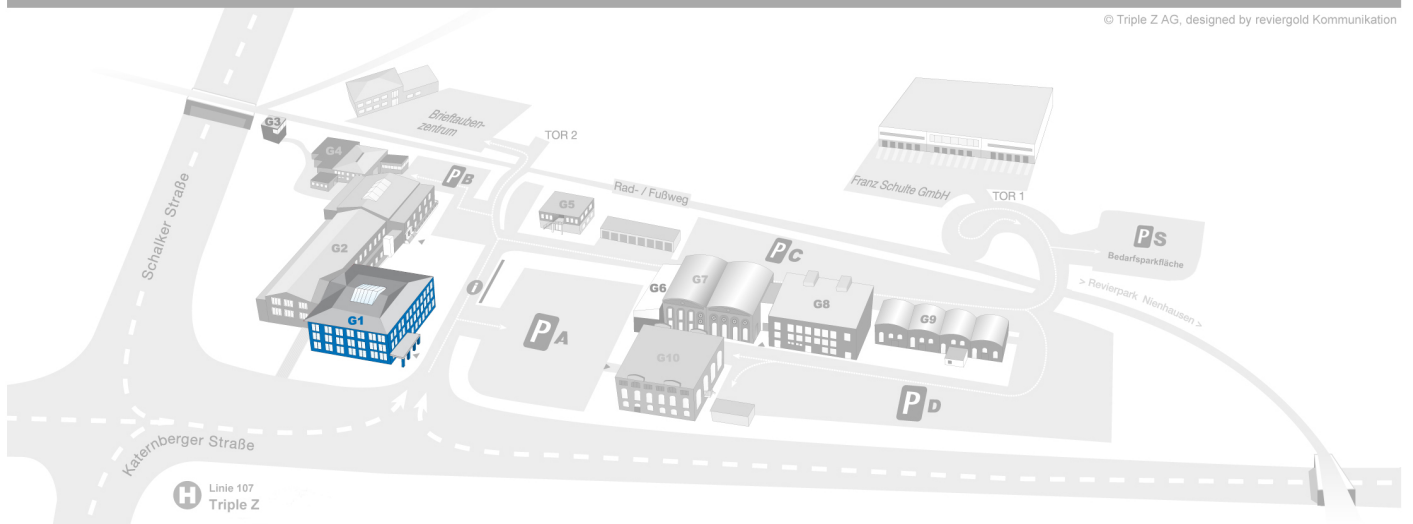 © Triple Z AG, designed by reviergold Kommunikation
G3
Brieftauben-
zentrum
TOR 2
G4
P B
Rad- / Fußweg
Franz Schulte GmbH
TOR 1
G5
P S
Bedarfsparkfläche
Schalker Straße
G2
P C
> Revierpark Nienhausen >
i
G6
G7
G8
G9
G1
P A
G10
P D
Katernberger Straße
H
Linie 107
Triple Z